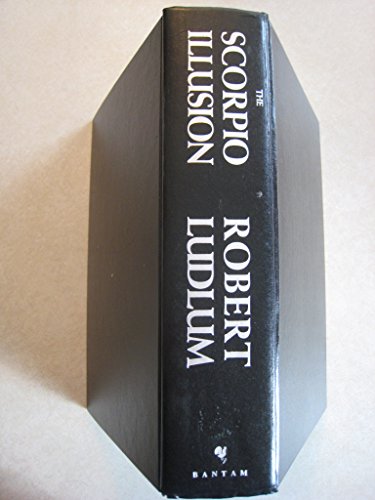 THE
SCORPIO
ILLUSION
ROBERT
LUDLUM
BANTAM